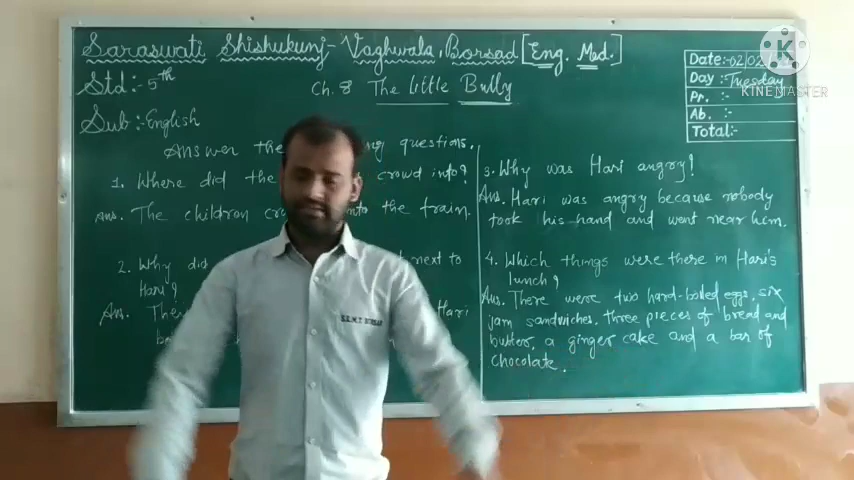 Saraswati Shishukunj - Vaghwala, Borsad [Eng. Med.]
Std:- 5th
Ch. 8 The Little Bully
Sub:- English
Date:- 02/02
Day:- Tuesday
Pr. :-
Ab. :-
Total:-
K
KINEMASTER
Answer the ing questions.
1. Where did the crowd into?
Ans. The children cr into the train.
2. Why did next to
Hari?
Ans. Hari
3. Why was Hari angry?
Ans. Hari was angry because nobody
took his hand and went near him.
4. Which things were there in Hari's
lunch?
Ans. There were two hard-boiled eggs, six
jam sandwiches, three pieces of bread and
butter, a ginger cake and a bar of
chocolate.